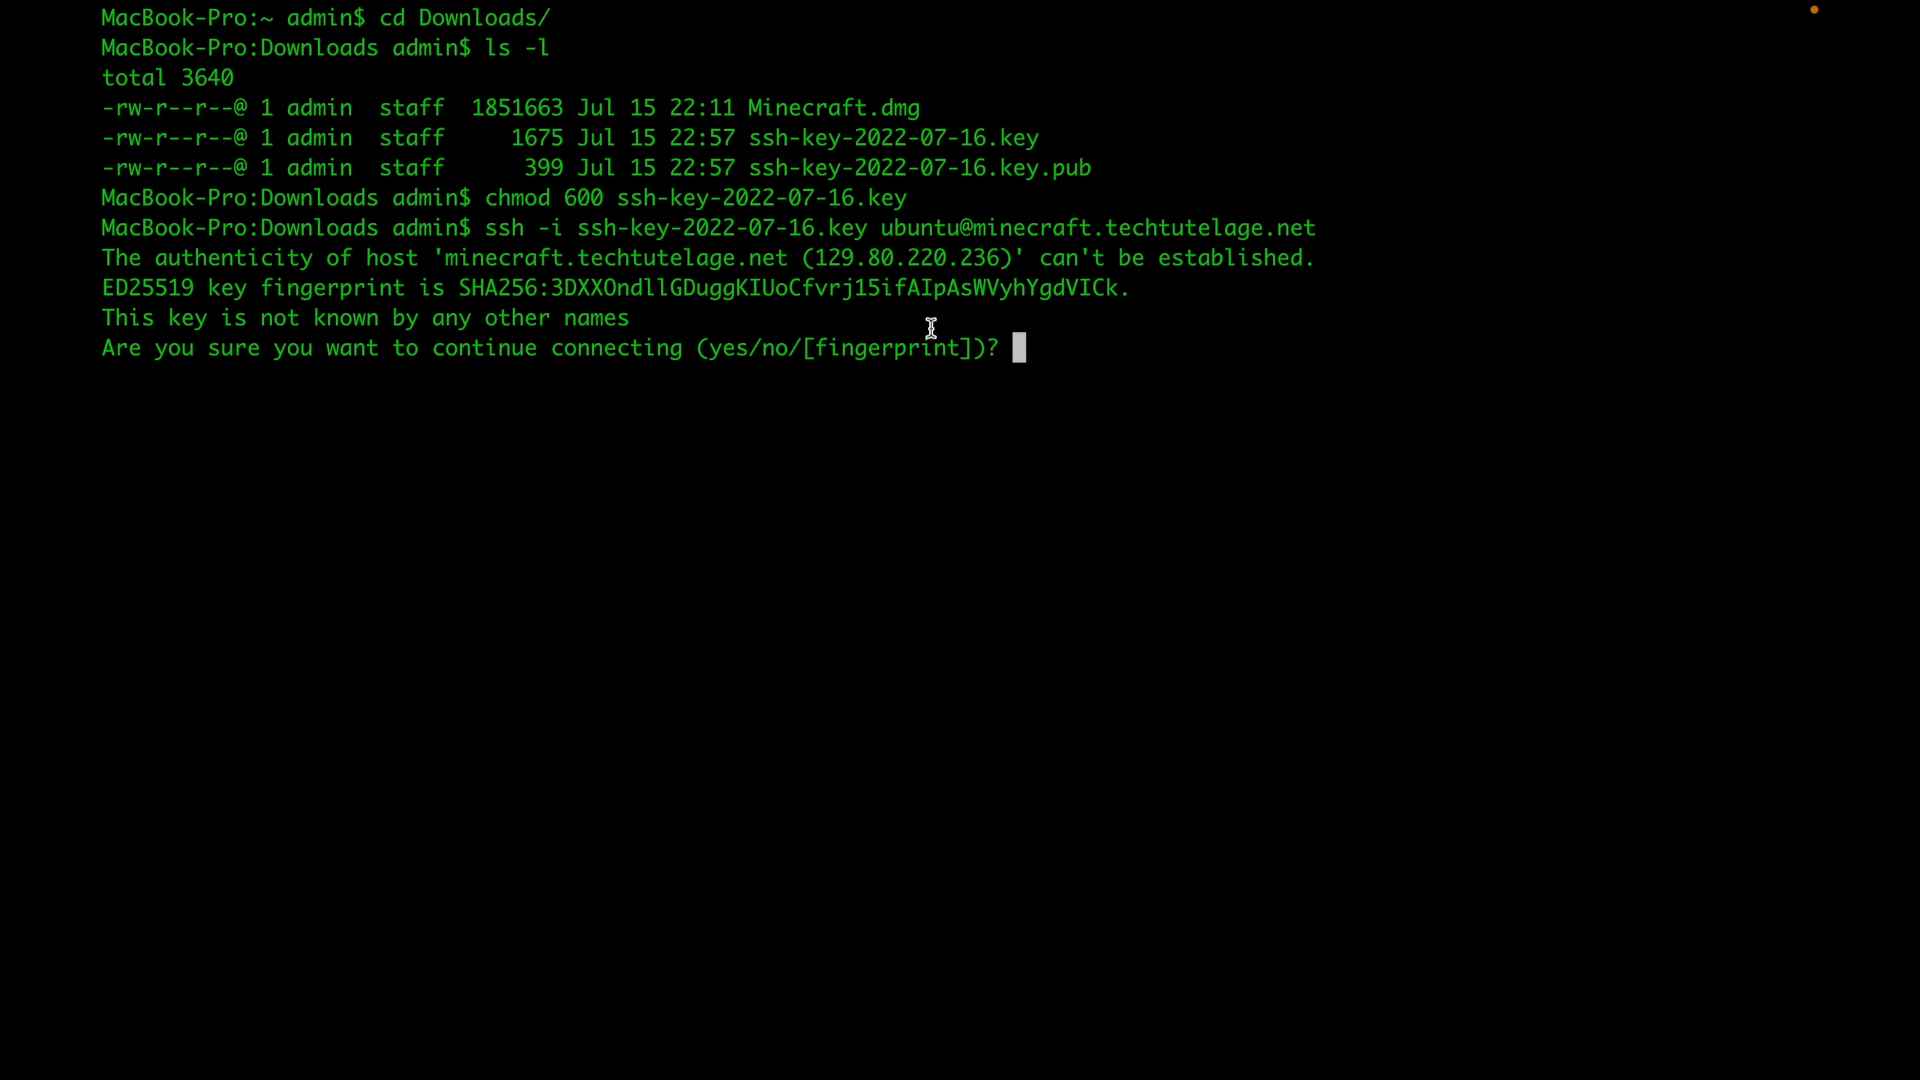 MacBook-Pro:~ admin$ cd Downloads/
MacBook-Pro:Downloads admin$ ls -l
total 3640
-rw-r--r--@ 1 admin  staff  1851663 Jul 15 22:11 Minecraft.dmg
-rw-r--r--@ 1 admin  staff     1675 Jul 15 22:57 ssh-key-2022-07-16.key
-rw-r--r--@ 1 admin  staff      399 Jul 15 22:57 ssh-key-2022-07-16.key.pub
MacBook-Pro:Downloads admin$ chmod 600 ssh-key-2022-07-16.key
MacBook-Pro:Downloads admin$ ssh -i ssh-key-2022-07-16.key ubuntu@minecraft.techtutelage.net
The authenticity of host 'minecraft.techtutelage.net (129.80.220.236)' can't be established.
ED25519 key fingerprint is SHA256:3DXXOndllGDuggKIUoCfvrj15ifAIpAsWVyhYgdVICk.
This key is not known by any other names
Are you sure you want to continue connecting (yes/no/[fingerprint])?